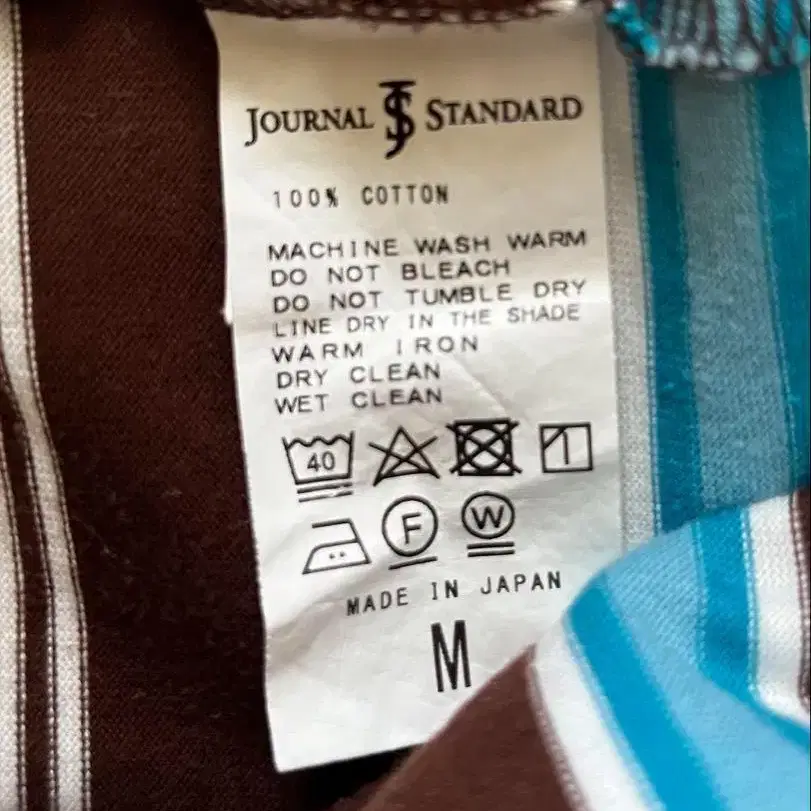 JOURNAL JS STANDARD
100% COTTON
MACHINE WASH WARM
DO NOT BLEACH
DO NOT TUMBLE DRY
LINE DRY IN THE SHADE
WARM IRON
DRY CLEAN
WET CLEAN
40
F W
MADE IN JAPAN
M